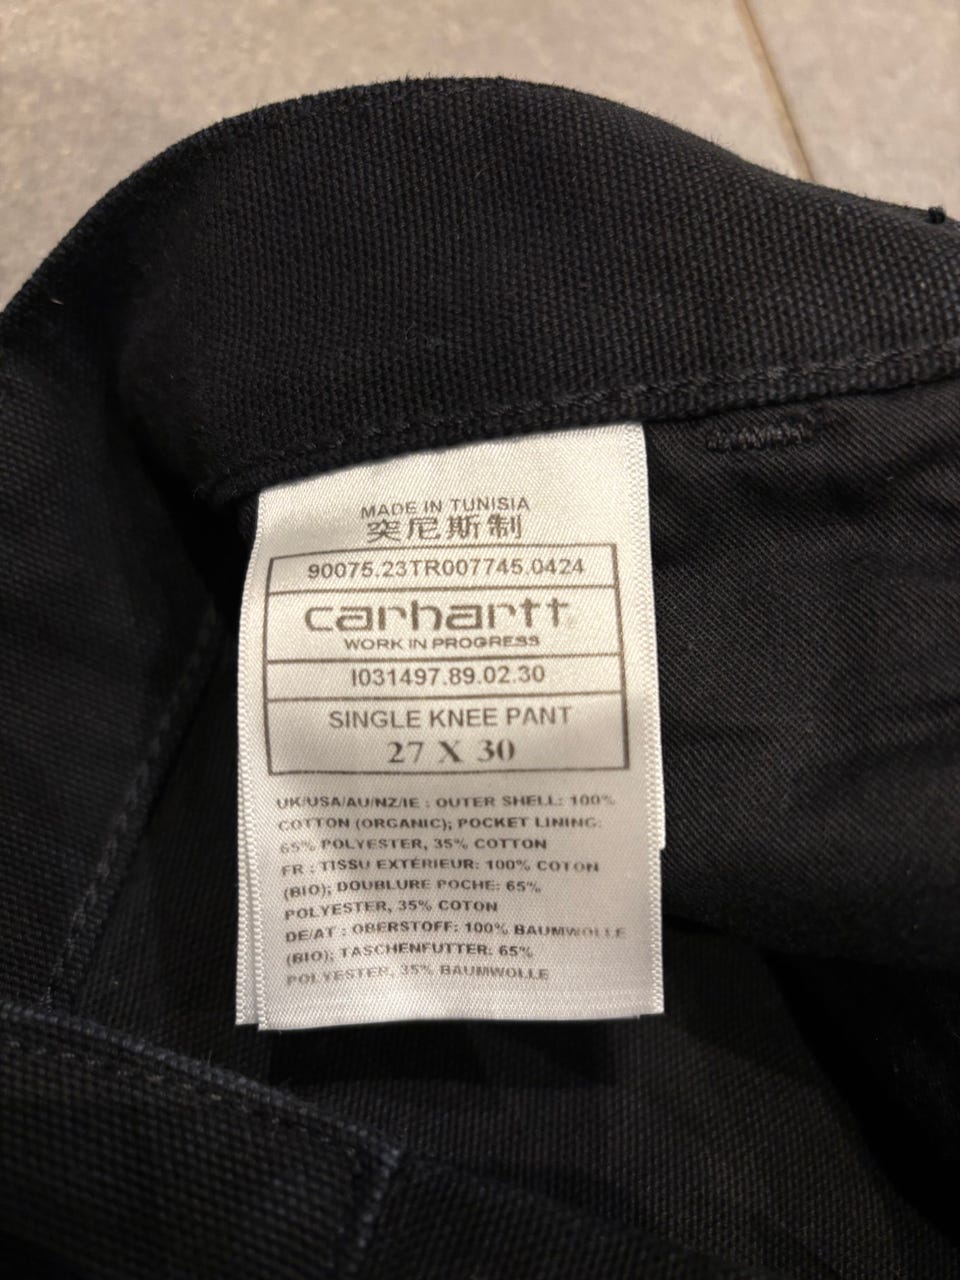 MADE IN TUNISIA
突尼斯制
90075.23TR007745.0424
carhartt
WORK IN PROGRESS
I031497.89.02.30
SINGLE KNEE PANT
27 X 30
UK/USA/AU/NZ/IE : OUTER SHELL: 100%
COTTON (ORGANIC); POCKET LINING:
65% POLYESTER, 35% COTTON
FR : TISSU EXTÉRIEUR: 100% COTON
(BIO); DOUBLURE POCHE: 65%
POLYESTER, 35% COTON
DE/AT : OBERSTOFF: 100% BAUMWOLLE
(BIO); TASCHENFUTTER: 65%
POLYESTER, 35% BAUMWOLLE